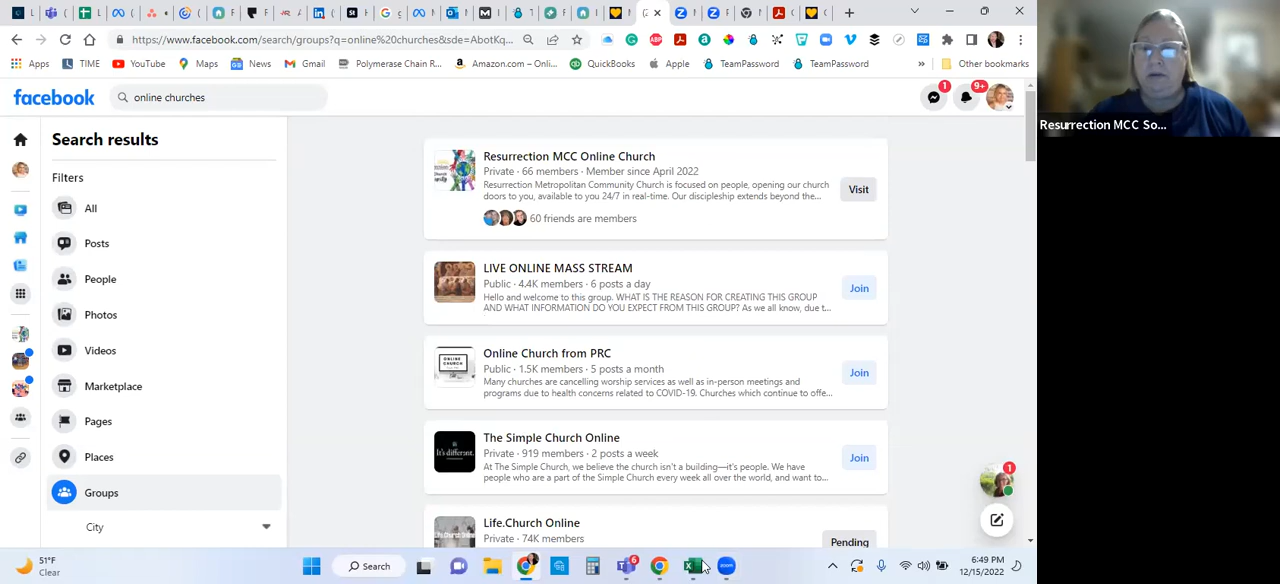 https://www.facebook.com/search/groups?q=online%20churches&sde=AbotKq...
Apps
TIME
YouTube
Maps
News
Gmail
Polymerase Chain R...
Amazon.com – Onli...
QuickBooks
Apple
TeamPassword
TeamPassword
»
Other bookmarks
facebook
online churches
1
9+
Search results
Filters
All
Posts
People
Photos
Videos
Marketplace
Pages
Places
Groups
City
Resurrection MCC Online Church
Private · 66 members · Member since April 2022
Resurrection Metropolitan Community Church is focused on people, opening our church
doors to you, available to you 24/7 in real-time. Our discipleship extends beyond the...
60 friends are members
Visit
LIVE ONLINE MASS STREAM
Public · 4.4K members · 6 posts a day
Hello and welcome to this group. WHAT IS THE REASON FOR CREATING THIS GROUP
AND WHAT INFORMATION DO YOU EXPECT FROM THIS GROUP? As we all know, due t...
Join
Online Church from PRC
Public · 1.5K members · 5 posts a month
Many churches are cancelling worship services as well as in-person meetings and
programs due to health concerns related to COVID-19. Churches which continue to offe...
Join
The Simple Church Online
Private · 919 members · 2 posts a week
At The Simple Church, we believe the church isn't a building—it's people. We have
people who are a part of the Simple Church every week all over the world, and want to...
Join
It's different.
Life.Church Online
Private · 74K members
Pending
1
Resurrection MCC So...
51°F
Clear
Search
6
zoom
6:49 PM
12/15/2022